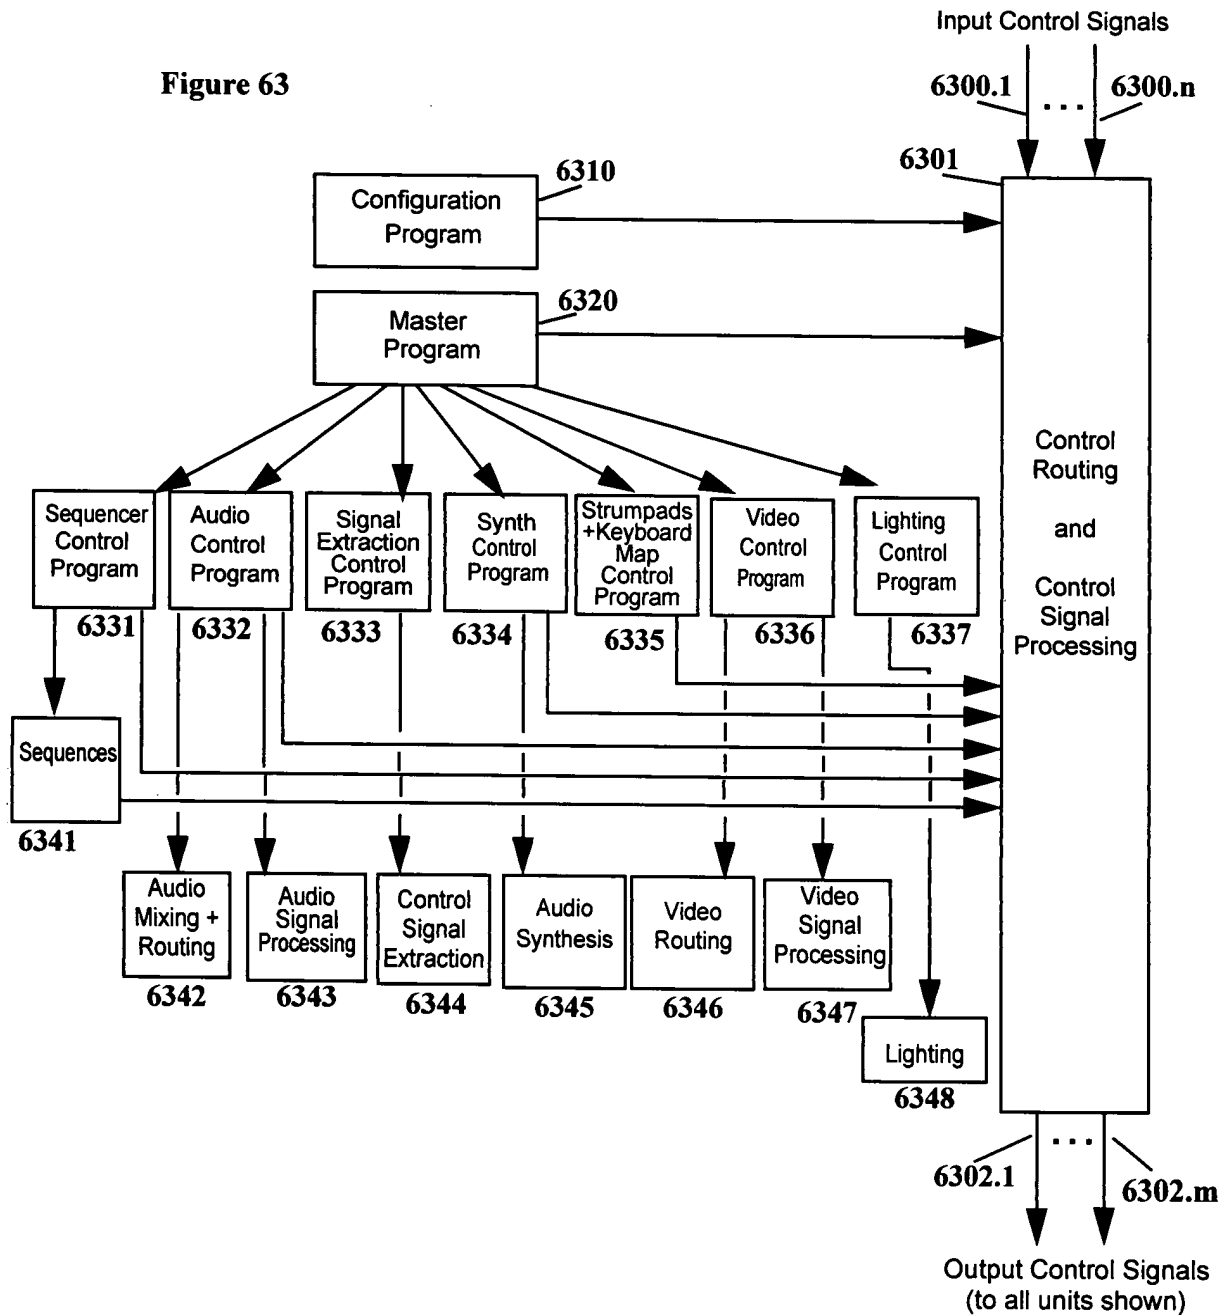 Input Control Signals
Figure 63
6300.1
...
6300.n
6301
6310
Configuration
Program
6320
Master
Program
Control
Routing
and
Control
Signal
Processing
Sequencer
Control
Program
Audio
Control
Program
Signal
Extraction
Control
Program
Synth
Control
Program
Strumpads
+Keyboard
Map
Control
Program
Video
Control
Program
Lighting
Control
Program
6331
6332
6333
6334
6335
6336
6337
Sequences
6341
Audio
Mixing +
Routing
Audio
Signal
Processing
Control
Signal
Extraction
Audio
Synthesis
Video
Routing
Video
Signal
Processing
6342
6343
6344
6345
6346
6347
Lighting
6348
...
6302.1
6302.m
Output Control Signals
(to all units shown)